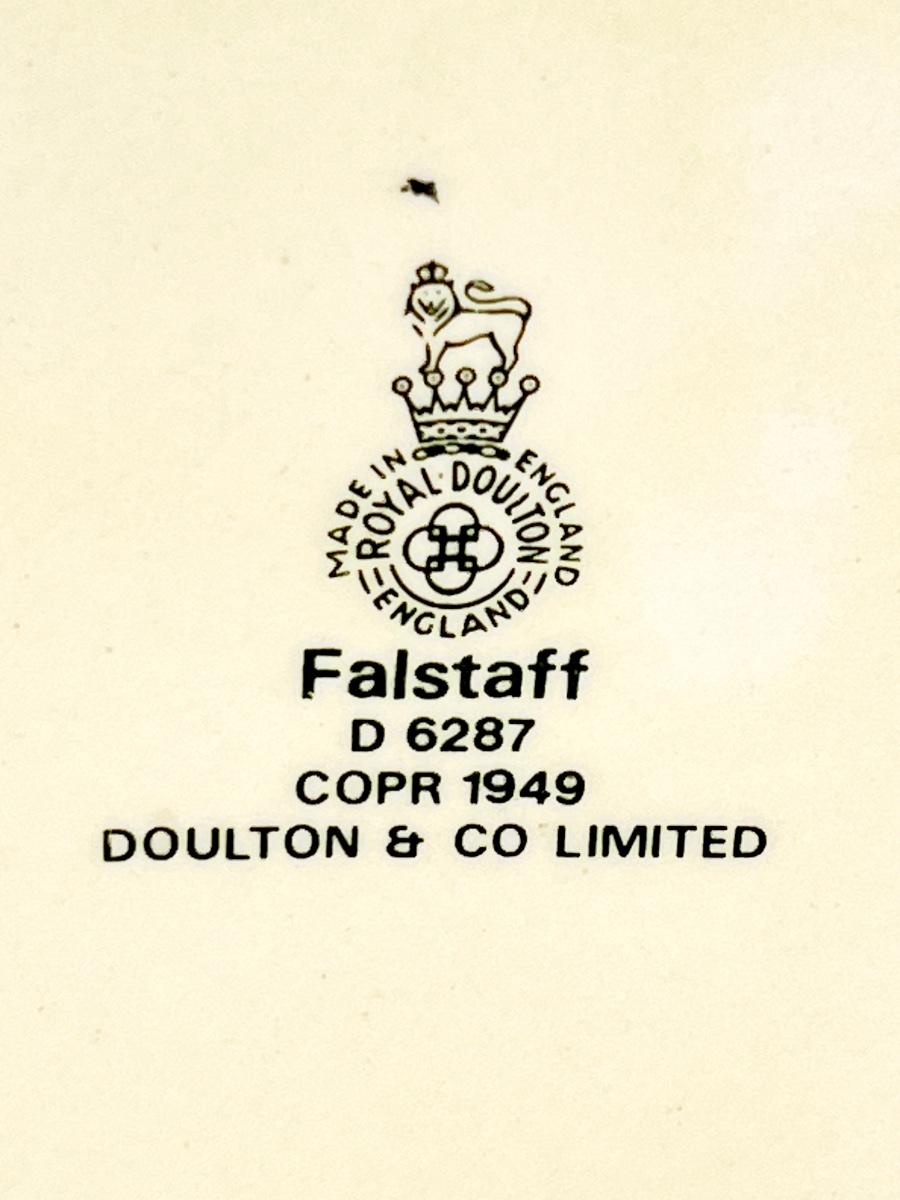 MADE IN ENGLAND
ROYAL DOULTON
ENGLAND
Falstaff
D 6287
COPR 1949
DOULTON & CO LIMITED